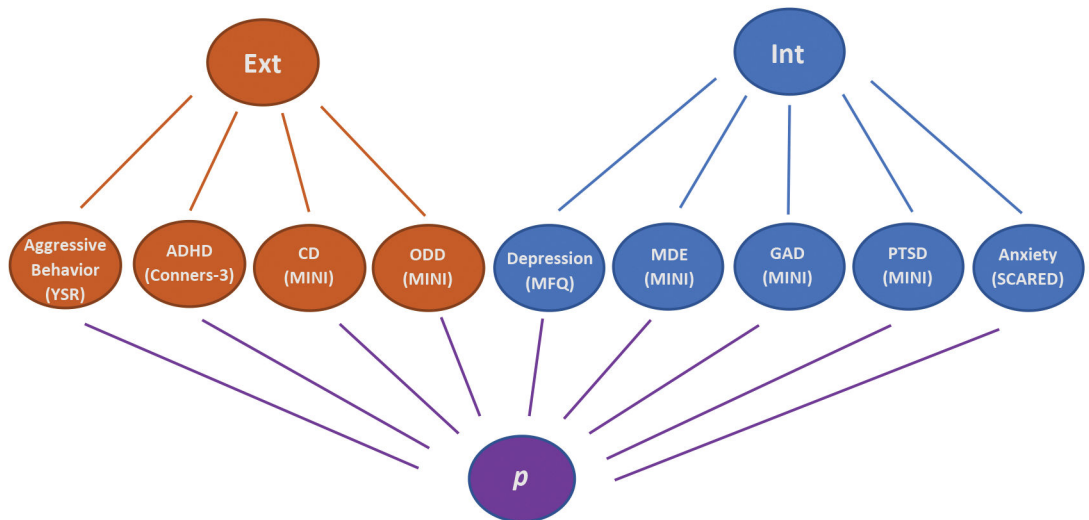 Ext
Int
Aggressive
Behavior
(YSR)
ADHD
(Conners-3)
CD
(MINI)
ODD
(MINI)
Depression
(MFQ)
MDE
(MINI)
GAD
(MINI)
PTSD
(MINI)
Anxiety
(SCARED)
p